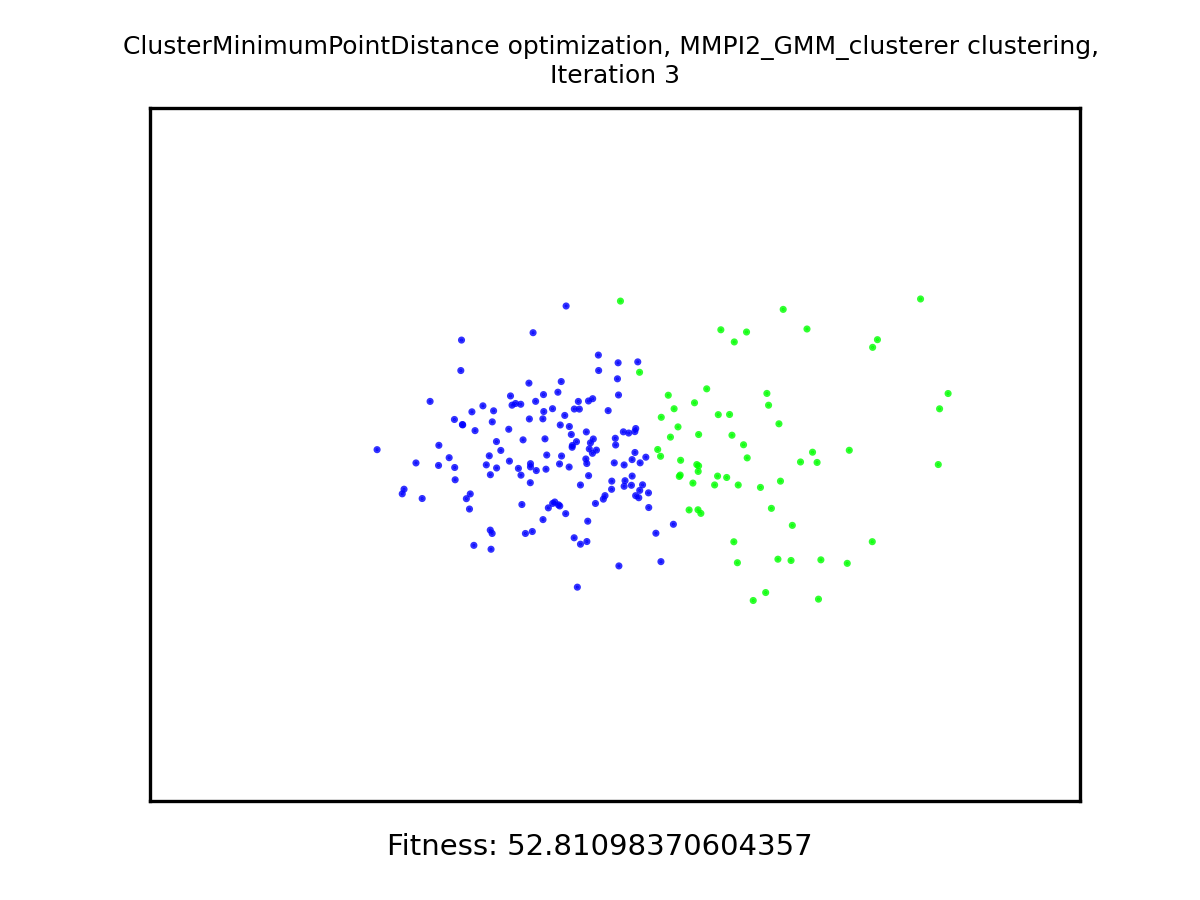 ClusterMinimumPointDistance optimization, MMPI2_GMM_clusterer clustering,
Iteration 3
Fitness: 52.81098370604357